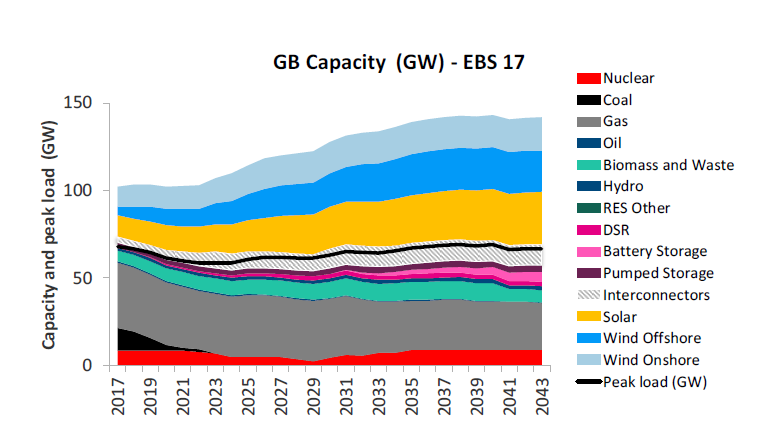 GB Capacity (GW) - EBS 17
Capacity and peak load (GW)
150
100
50
0
2017
2019
2021
2023
2025
2027
2029
2031
2033
2035
2037
2039
2041
2043
Nuclear
Coal
Gas
Oil
Biomass and Waste
Hydro
RES Other
DSR
Battery Storage
Pumped Storage
Interconnectors
Solar
Wind Offshore
Wind Onshore
Peak load (GW)